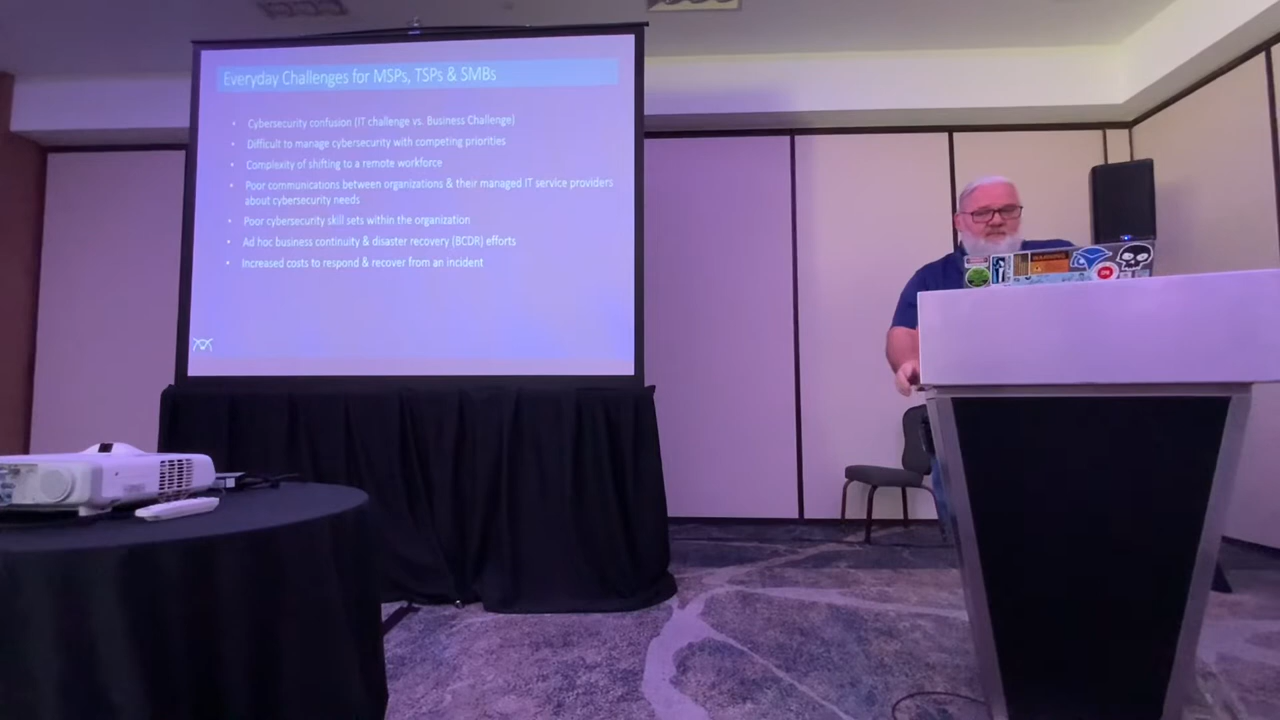 Everyday Challenges for MSPs, TSPs & SMBs
• Cybersecurity confusion (IT challenge vs. Business Challenge)
• Difficult to manage cybersecurity with competing priorities
• Complexity of shifting to a remote workforce
• Poor communications between organizations & their managed IT service providers
about cybersecurity needs
• Poor cybersecurity skill sets within the organization
• Ad hoc business continuity & disaster recovery (BCDR) efforts
• Increased costs to respond & recover from an incident
WARNING